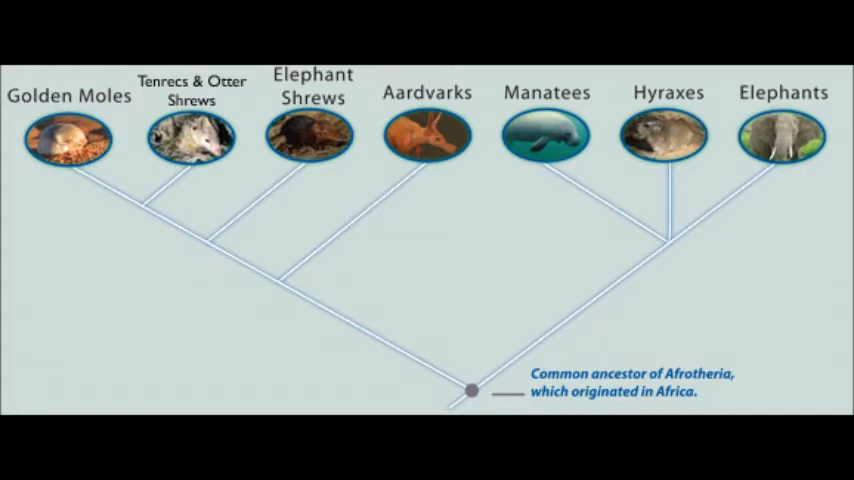 Golden Moles
Tenrecs & Otter
Shrews
Elephant
Shrews
Aardvarks
Manatees
Hyraxes
Elephants
Common ancestor of Afrotheria,
which originated in Africa.